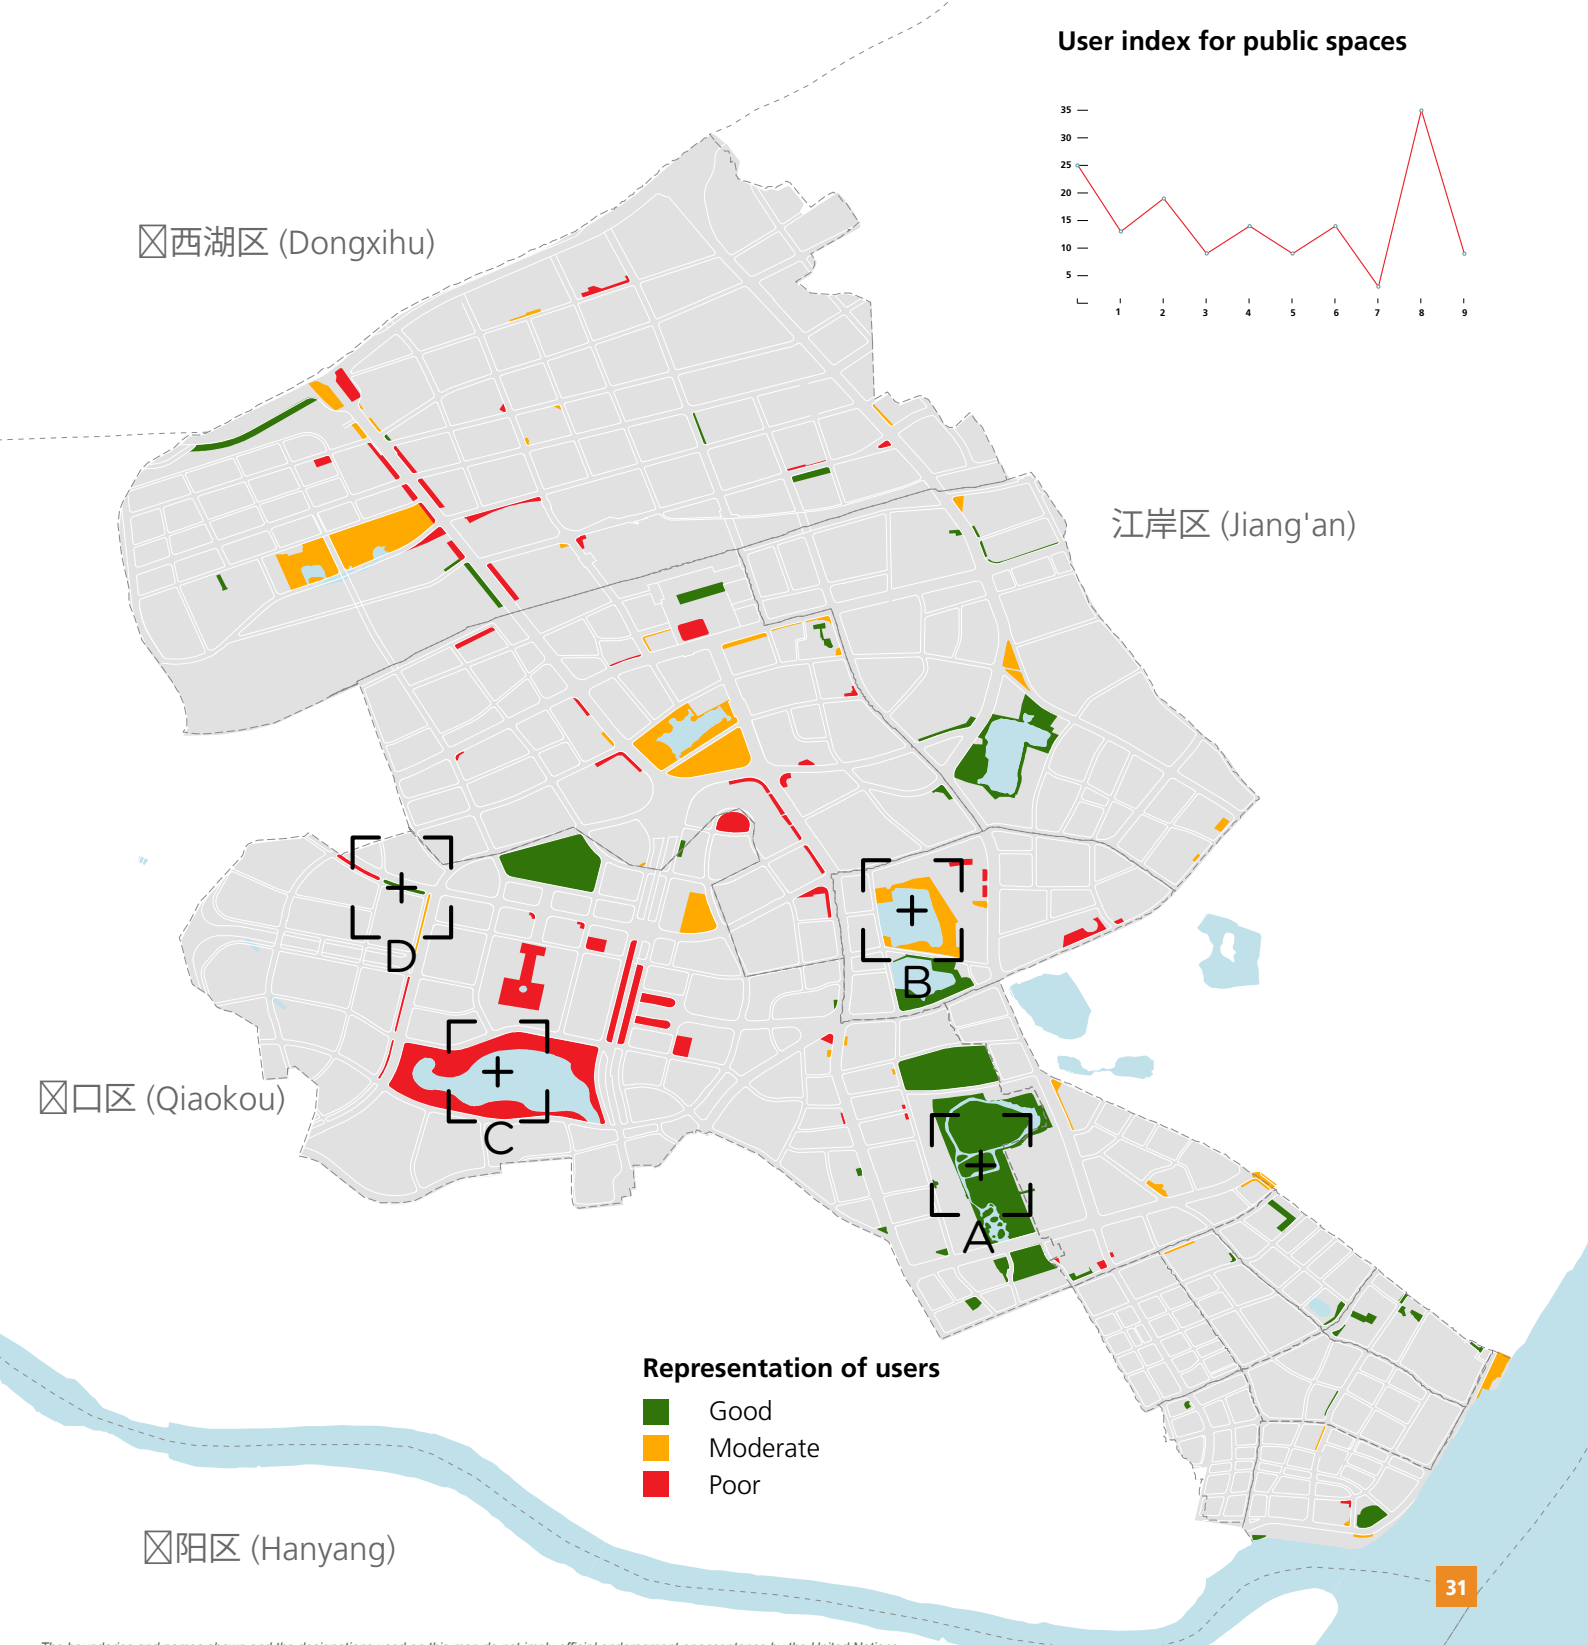 User index for public spaces
35
30
25
20
15
10
5
1 2 3 4 5 6 7 8 9
西湖区 (Dongxihu)
江岸区 (Jiang'an)
D
B
口区 (Qiaokou)
C
A
Representation of users
Good
Moderate
Poor
阳区 (Hanyang)
31